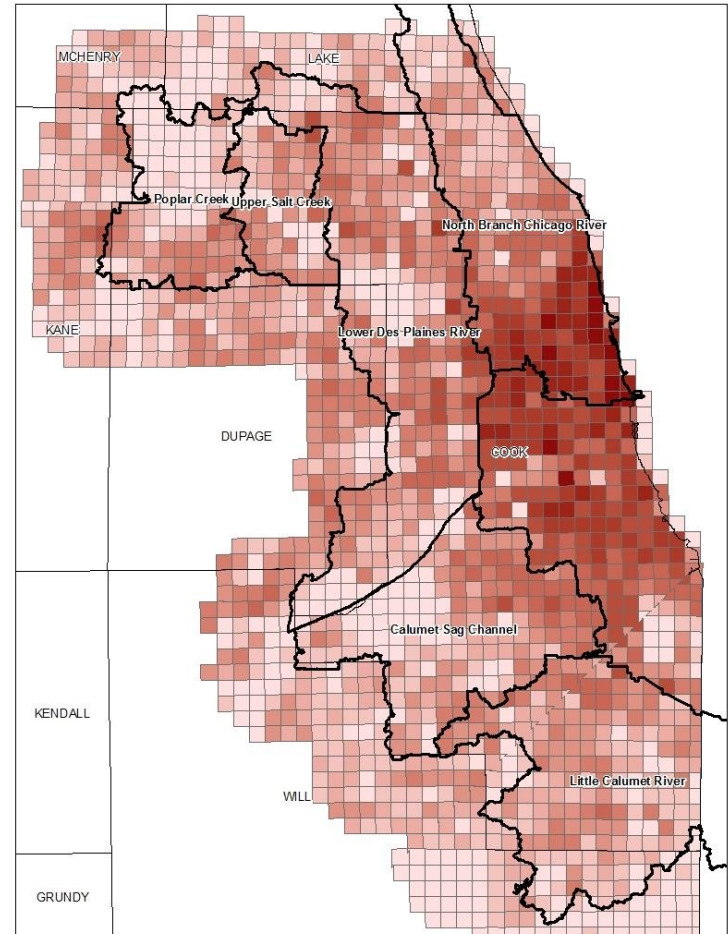 MCHENRY
LAKE
Poplar Creek
Upper Salt Creek
North Branch Chicago River
KANE
Lower Des Plaines River
DUPAGE
COOK
Calumet Sag Channel
KENDALL
Little Calumet River
WILL
GRUNDY